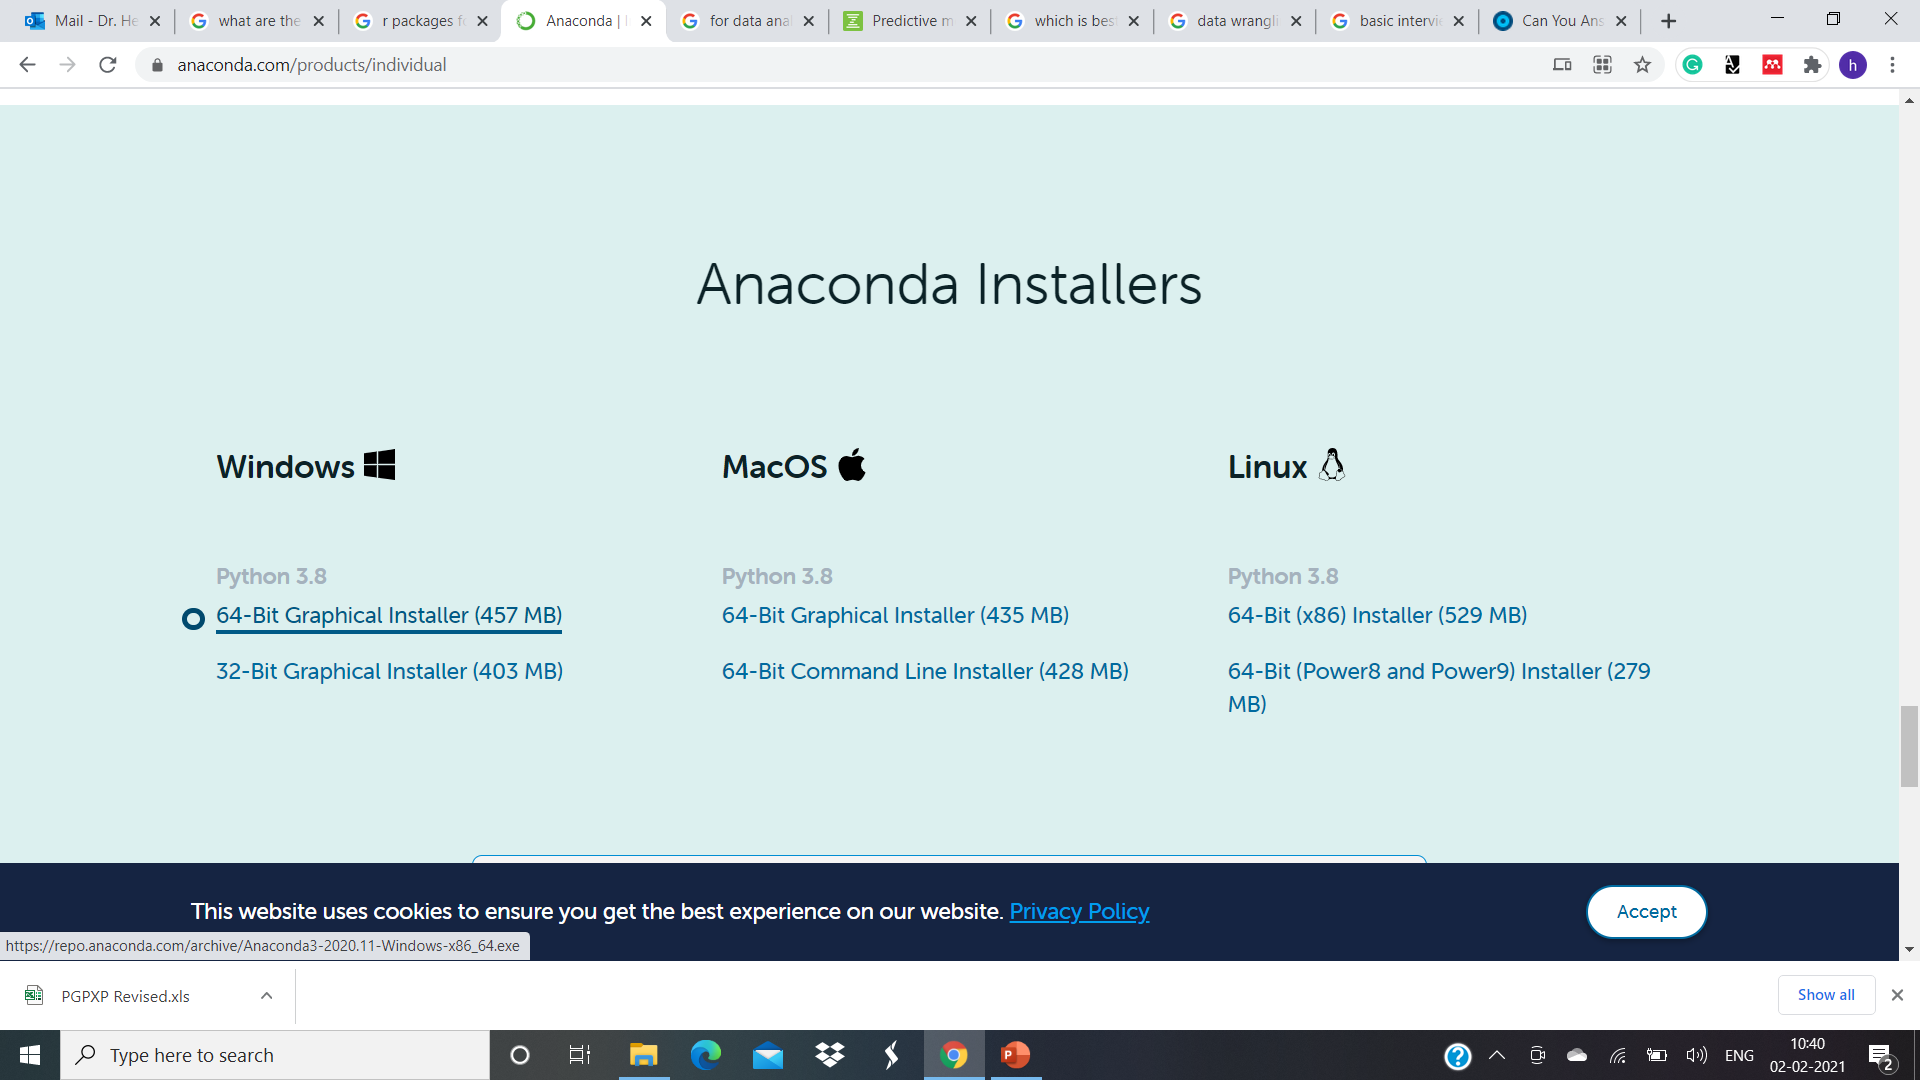 Mail - Dr. He
what are the
r packages fo
Anaconda |
for data anal
Predictive m
which is best
data wrangli
basic intervie
Can You Ans
anaconda.com/products/individual
h
Anaconda Installers
Windows
MacOS
Linux
Python 3.8
Python 3.8
Python 3.8
64-Bit Graphical Installer (457 MB)
64-Bit Graphical Installer (435 MB)
64-Bit (x86) Installer (529 MB)
32-Bit Graphical Installer (403 MB)
64-Bit Command Line Installer (428 MB)
64-Bit (Power8 and Power9) Installer (279
MB)
This website uses cookies to ensure you get the best experience on our website. Privacy Policy
Accept
https://repo.anaconda.com/archive/Anaconda3-2020.11-Windows-x86_64.exe
PGPXP Revised.xls
Show all
Type here to search
ENG
10:40
02-02-2021
2